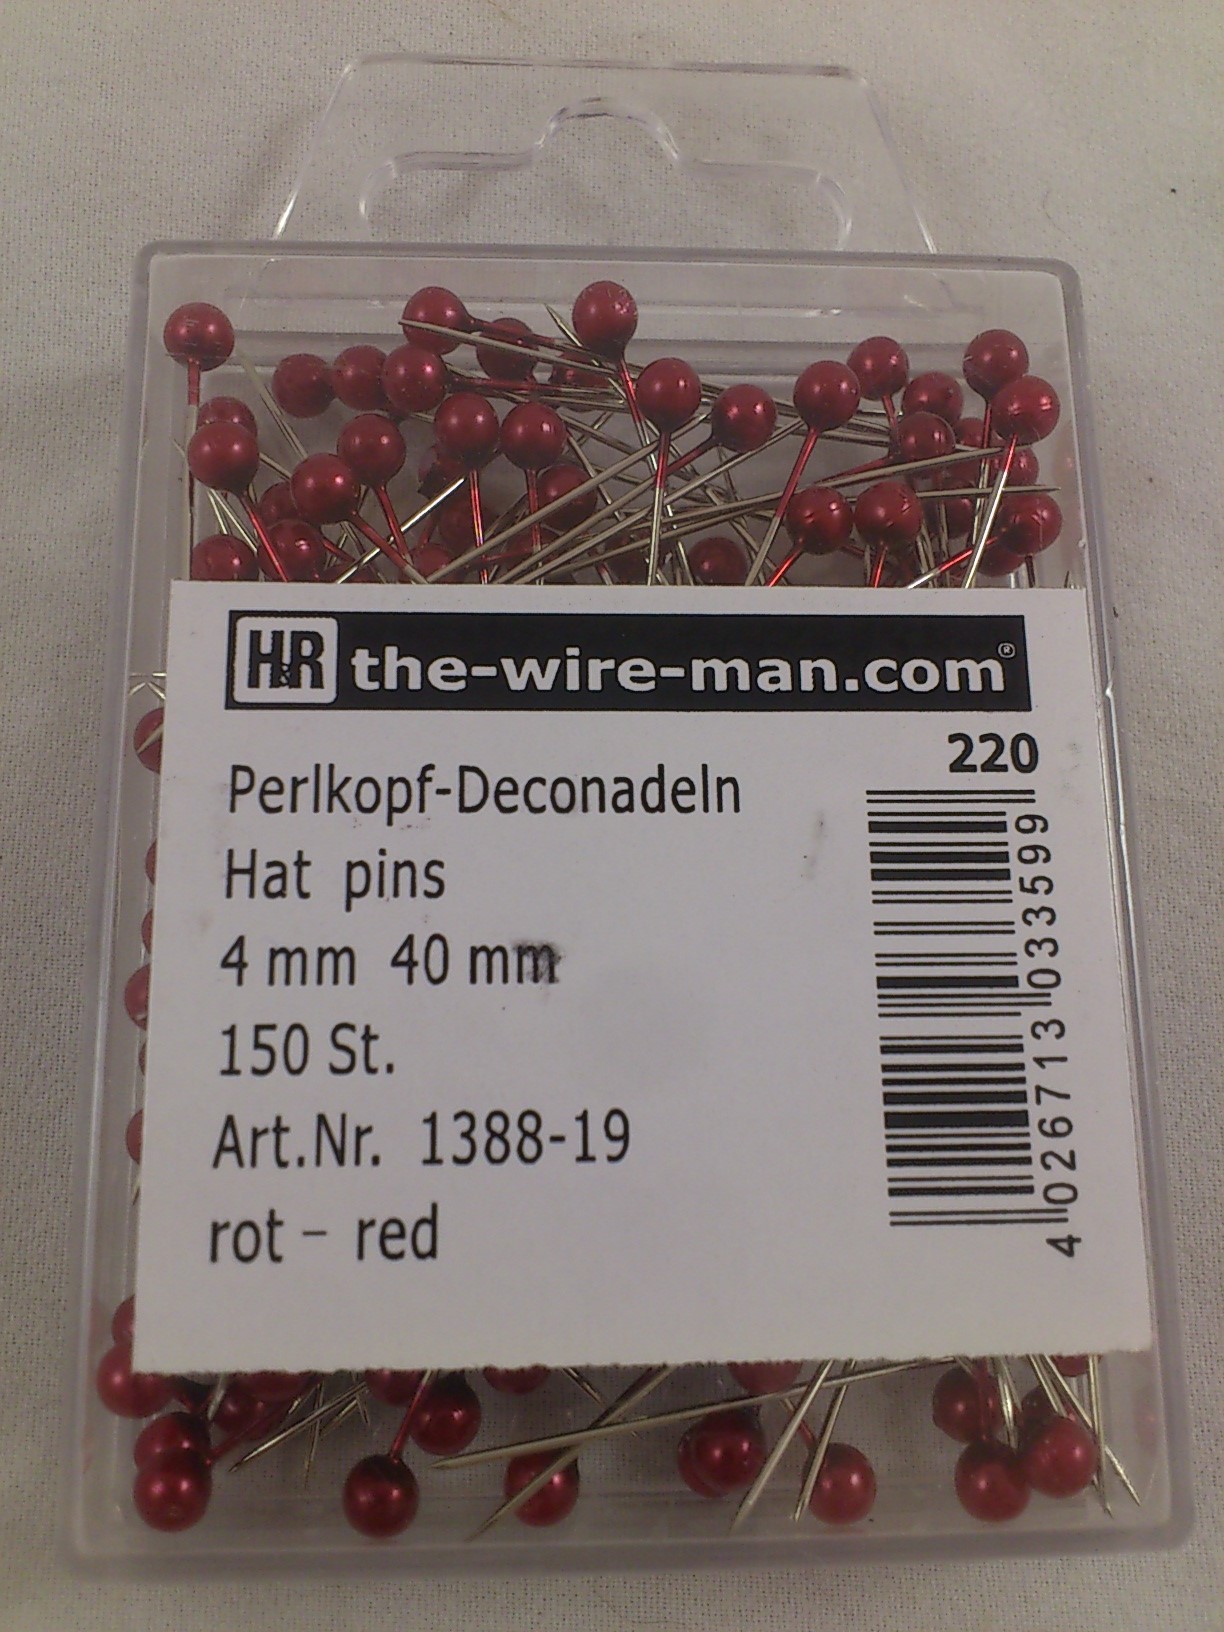 H&R the-wire-man.com®
220
Perlkopf-Deconadeln
Hat pins
4 mm 40 mm
150 St.
Art.Nr. 1388-19
rot - red
4 026713 033599